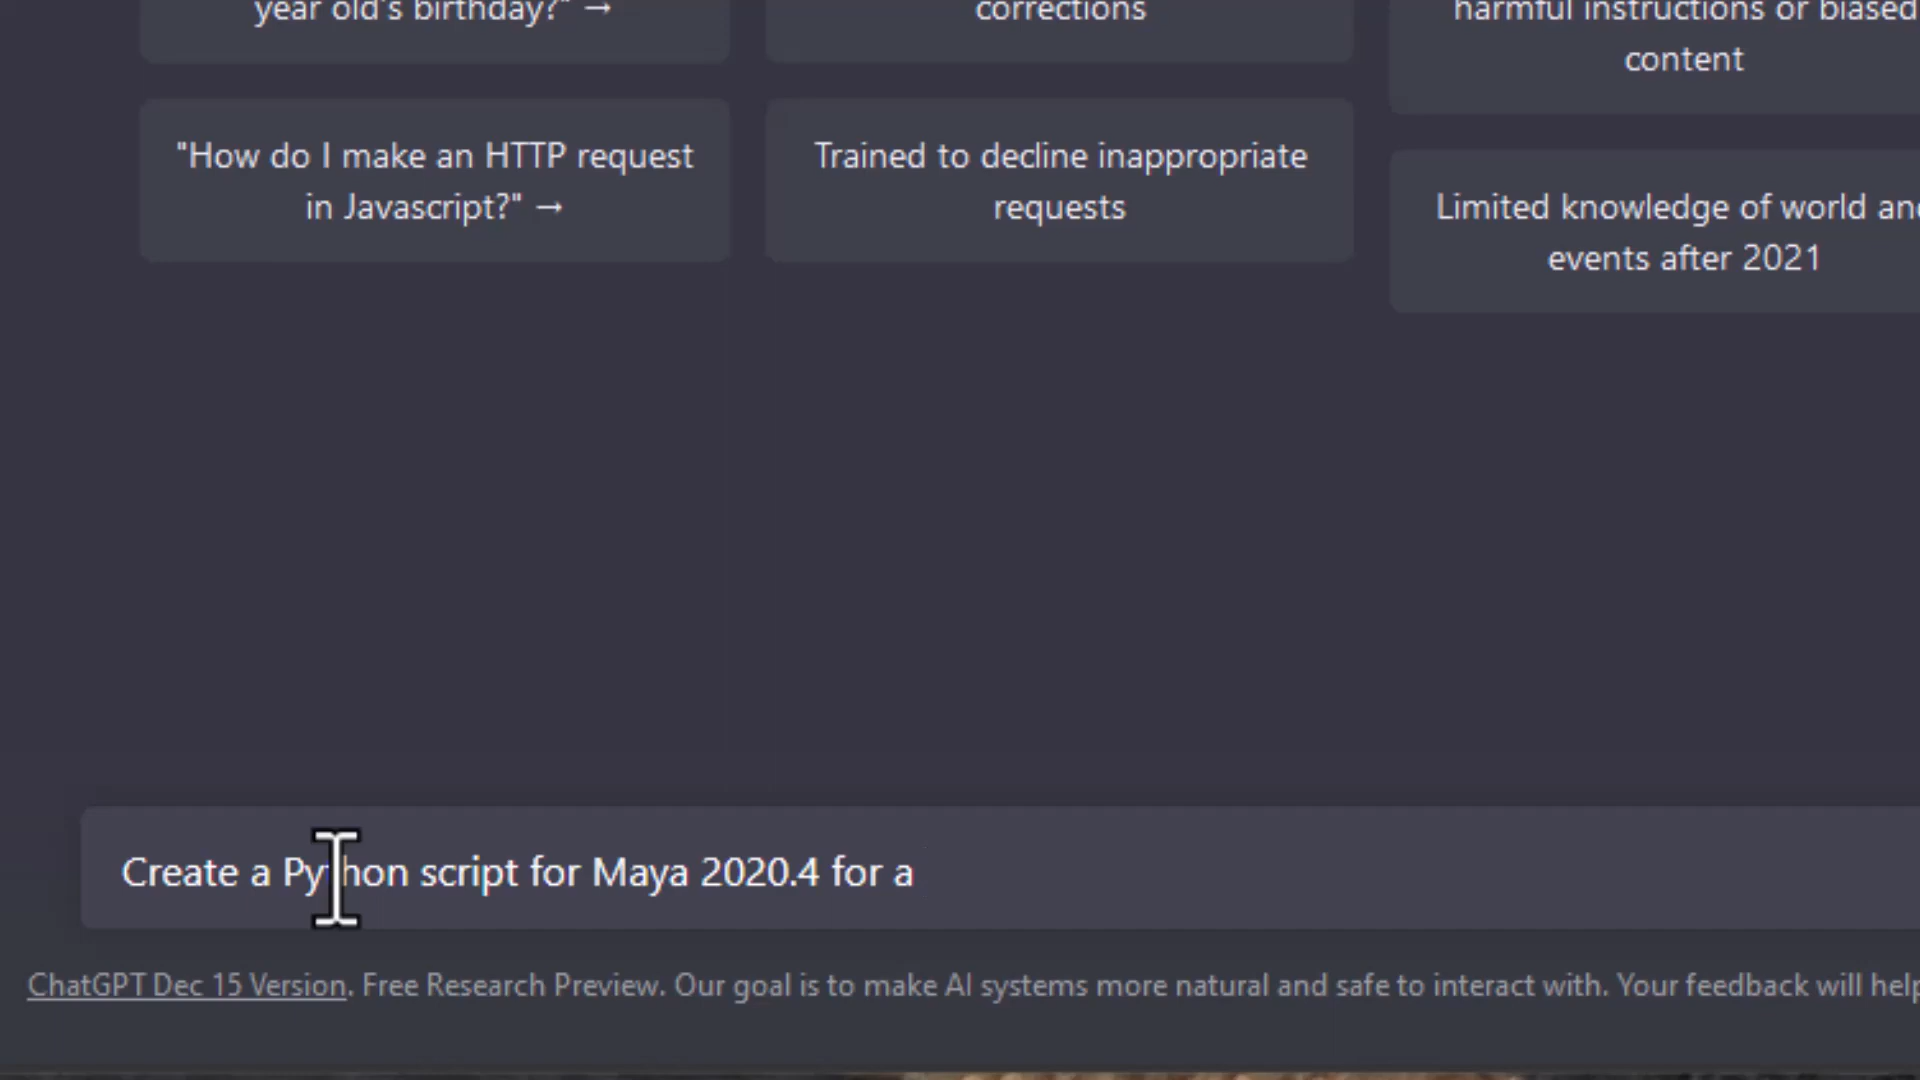 year old's birthday?" →
corrections
harmful instructions or biased
content
"How do I make an HTTP request
in Javascript?" →
Trained to decline inappropriate
requests
Limited knowledge of world and
events after 2021
Create a Python script for Maya 2020.4 for a
ChatGPT Dec 15 Version. Free Research Preview. Our goal is to make AI systems more natural and safe to interact with. Your feedback will help